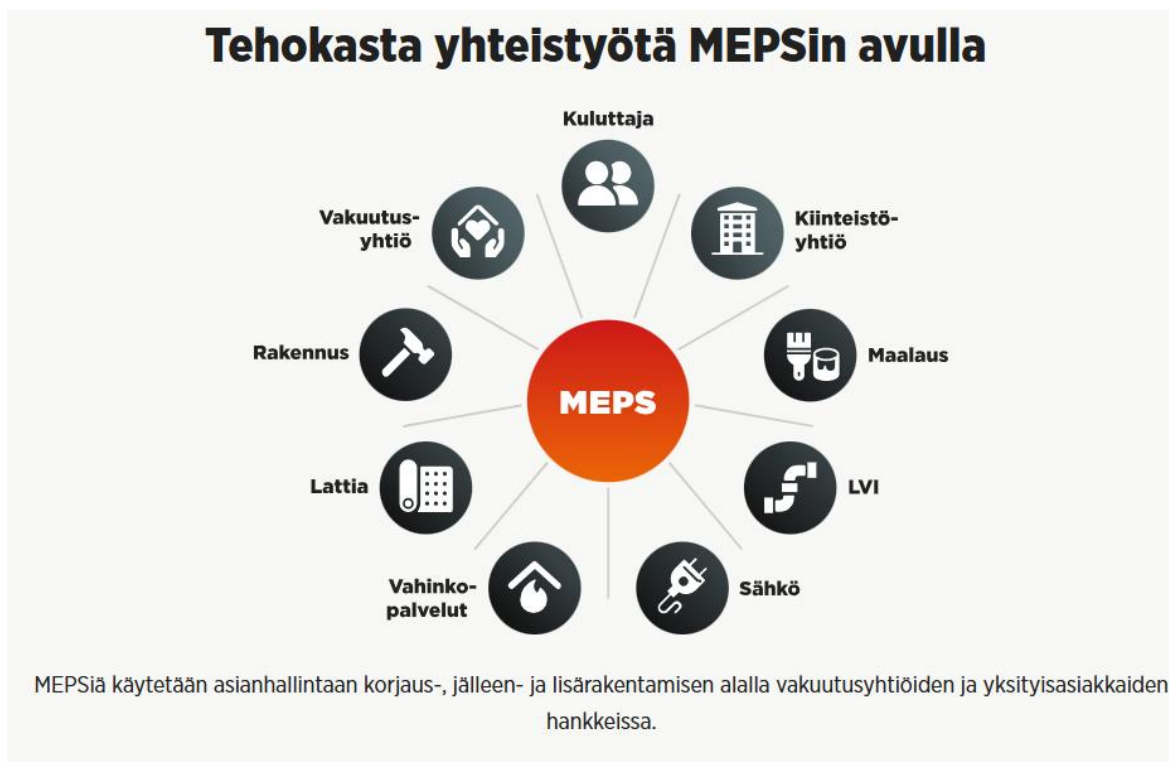 Tehokasta yhteistyötä MEPSin avulla
Kuluttaja
Vakuutus-
yhtiö
Kiinteistö-
yhtiö
Rakennus
Maalaus
MEPS
Lattia
LVI
Vahinko-
palvelut
Sähkö
MEPSiä käytetään asianhallintaan korjaus-, jälleen- ja lisärakentamisen alalla vakuutusyhtiöiden ja yksityisasiakkaiden
hankkeissa.